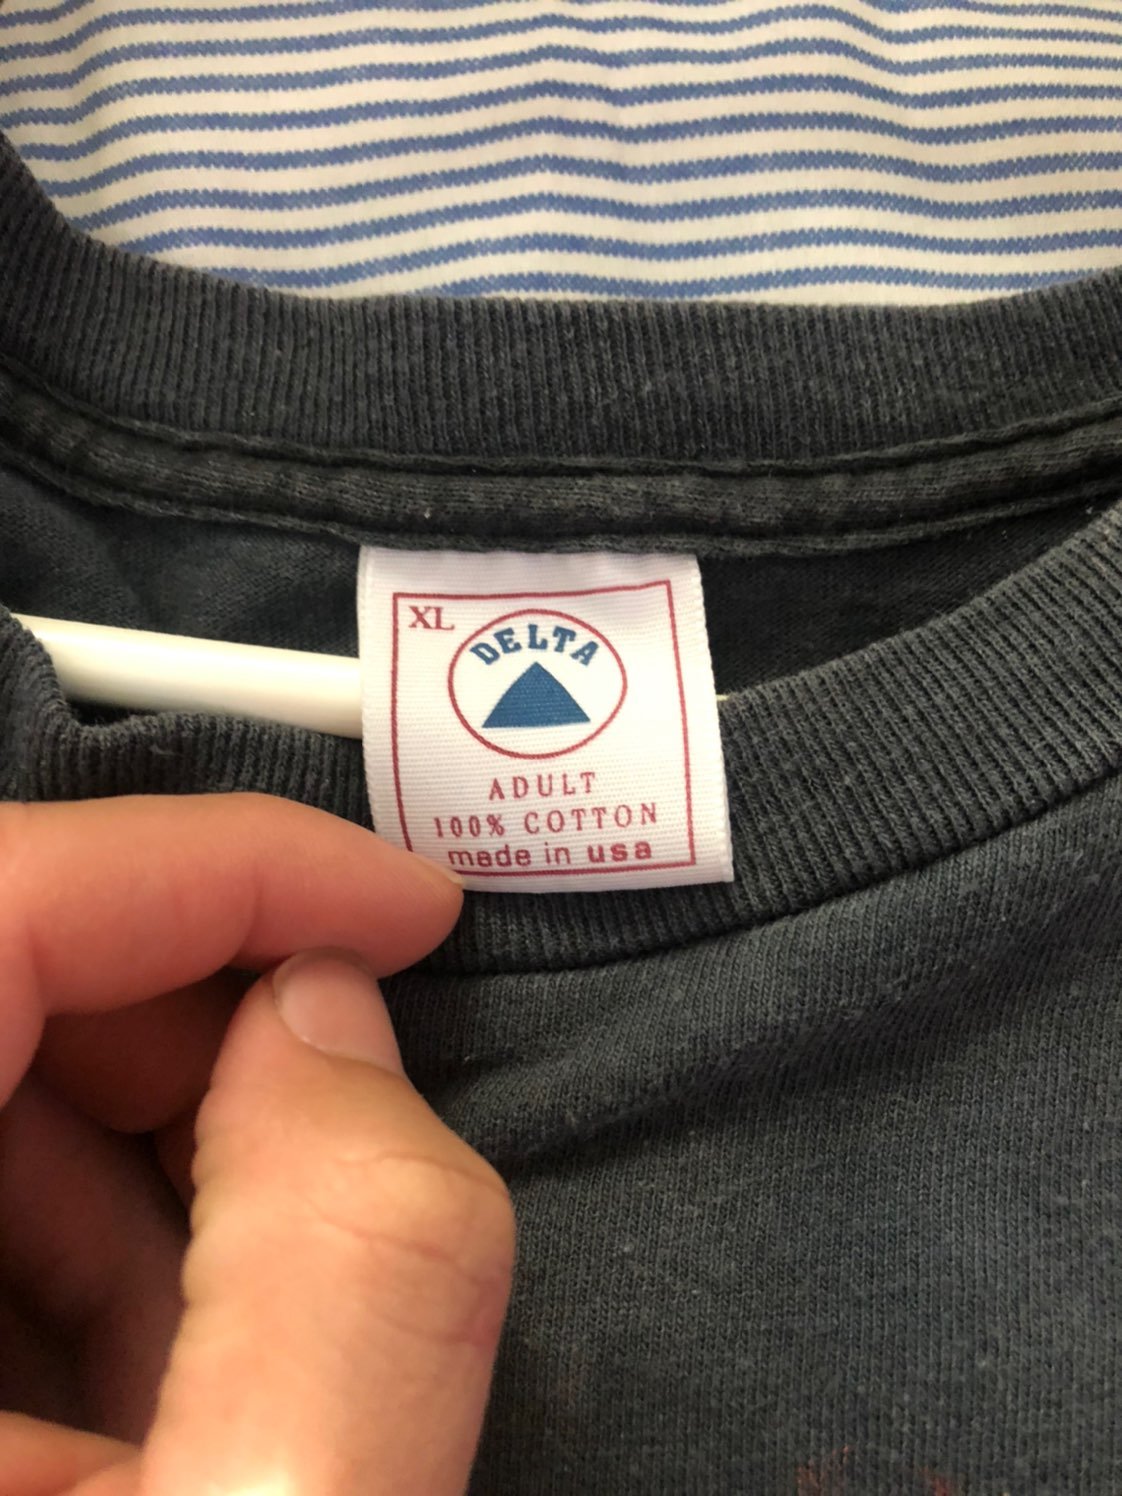 XL
DELTA
ADULT
100% COTTON
made in usa